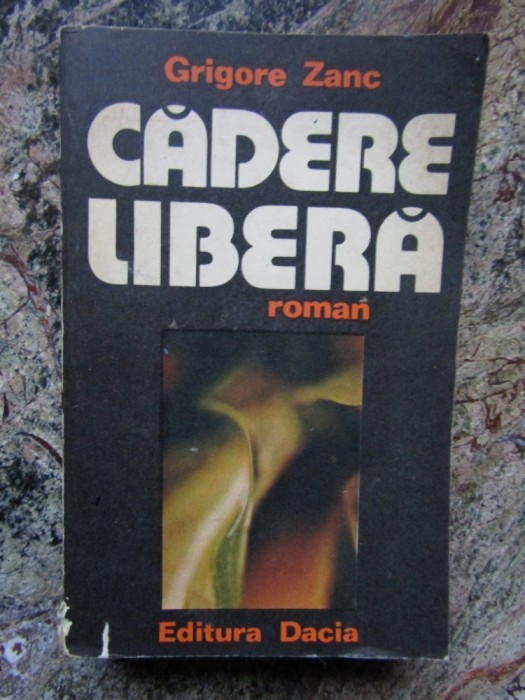 Grigore Zanc
CĂDERE
LIBERĂ
roman
Editura Dacia